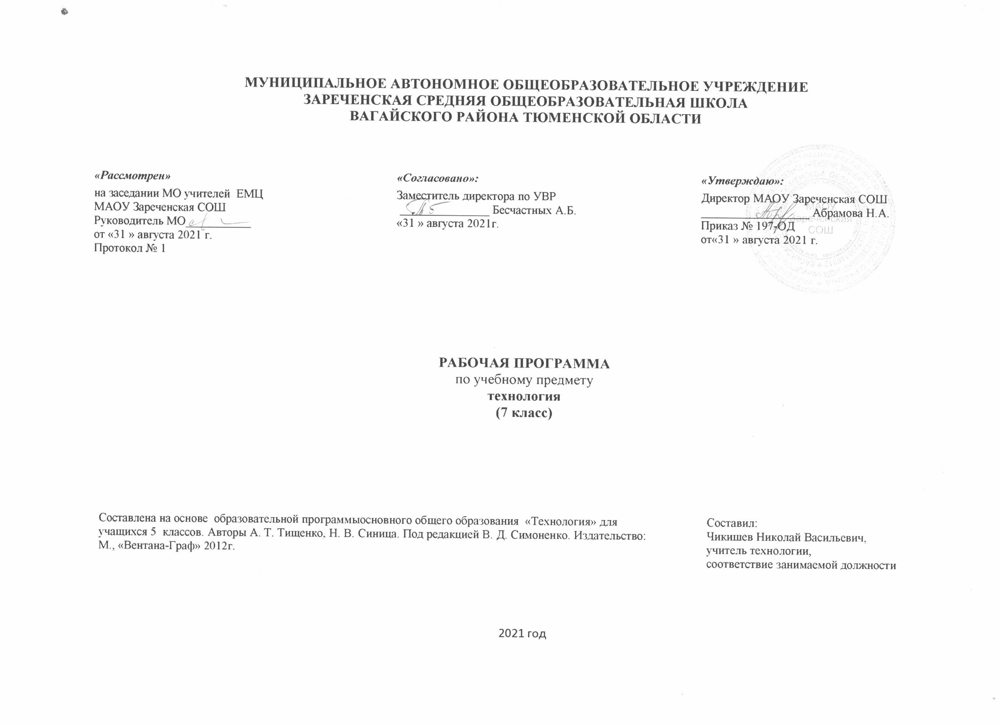 МУНИЦИПАЛЬНОЕ АВТОНОМНОЕ ОБЩЕОБРАЗОВАТЕЛЬНОЕ УЧРЕЖДЕНИЕ
ЗАРЕЧЕНСКАЯ СРЕДНЯЯ ОБЩЕОБРАЗОВАТЕЛЬНАЯ ШКОЛА
ВАГАЙСКОГО РАЙОНА ТЮМЕНСКОЙ ОБЛАСТИ
«Рассмотрен»
на заседании МО учителей ЕМЦ
МАОУ Зареченская СОШ
Руководитель МО
от «31 » августа 2021 г.
Протокол № 1
«Согласовано»:
Заместитель директора по УВР
Бесчастных А.Б.
«31 » августа 2021г.
«Утверждаю»:
Директор МАОУ Зареченская СОШ
Абрамова Н.А.
Приказ № 197-ОД
от«31 » августа 2021 г.
МАОУ
Зареченская
СОШ
РАБОЧАЯ ПРОГРАММА
по учебному предмету
технология
(7 класс)
Составлена на основе образовательной программыосновного общего образования «Технология» для
учащихся 5 классов. Авторы А. Т. Тищенко, Н. В. Синица. Под редакцией В. Д. Симоненко. Издательство:
М., «Вентана-Граф» 2012г.
Составил:
Чикишев Николай Васильевич,
учитель технологии,
соответствие занимаемой должности
2021 год